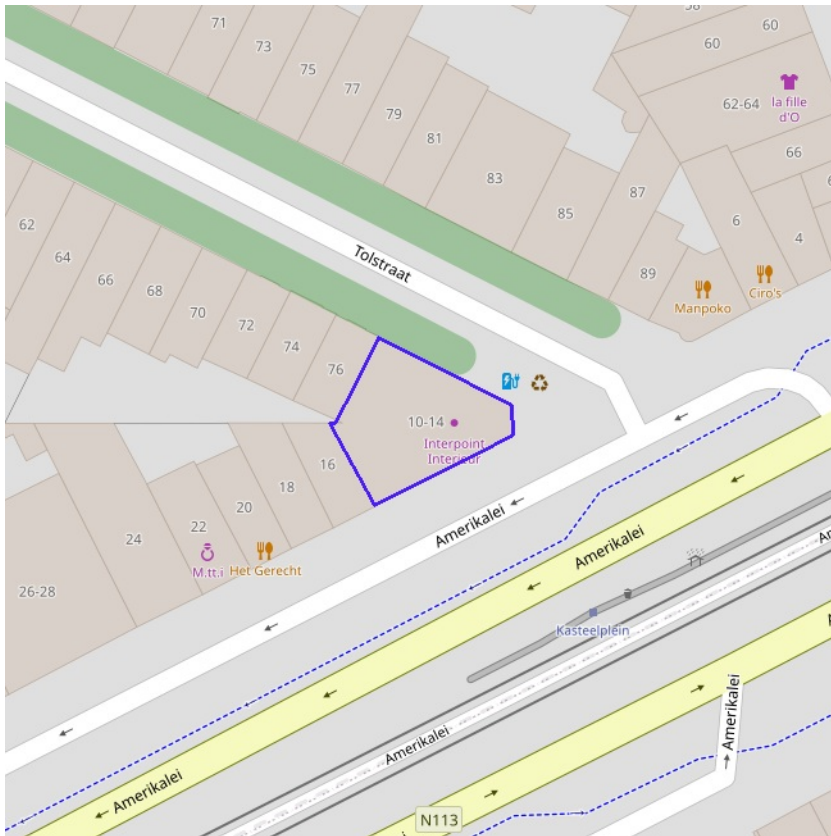 71
73
75
77
79
81
83
85
87
89
60
60
62-64
la fille
d'O
66
6
4
Ciro's
Manpoko
Tolstraat
62
64
66
68
70
72
74
76
10-14
Interpoint
Interieur
16
18
20
22
24
26-28
M.tt.i
Het Gerecht
Amerikalei
Amerikalei
Kasteelplein
Amerikalei
Amerikalei
Amerikalei
N113